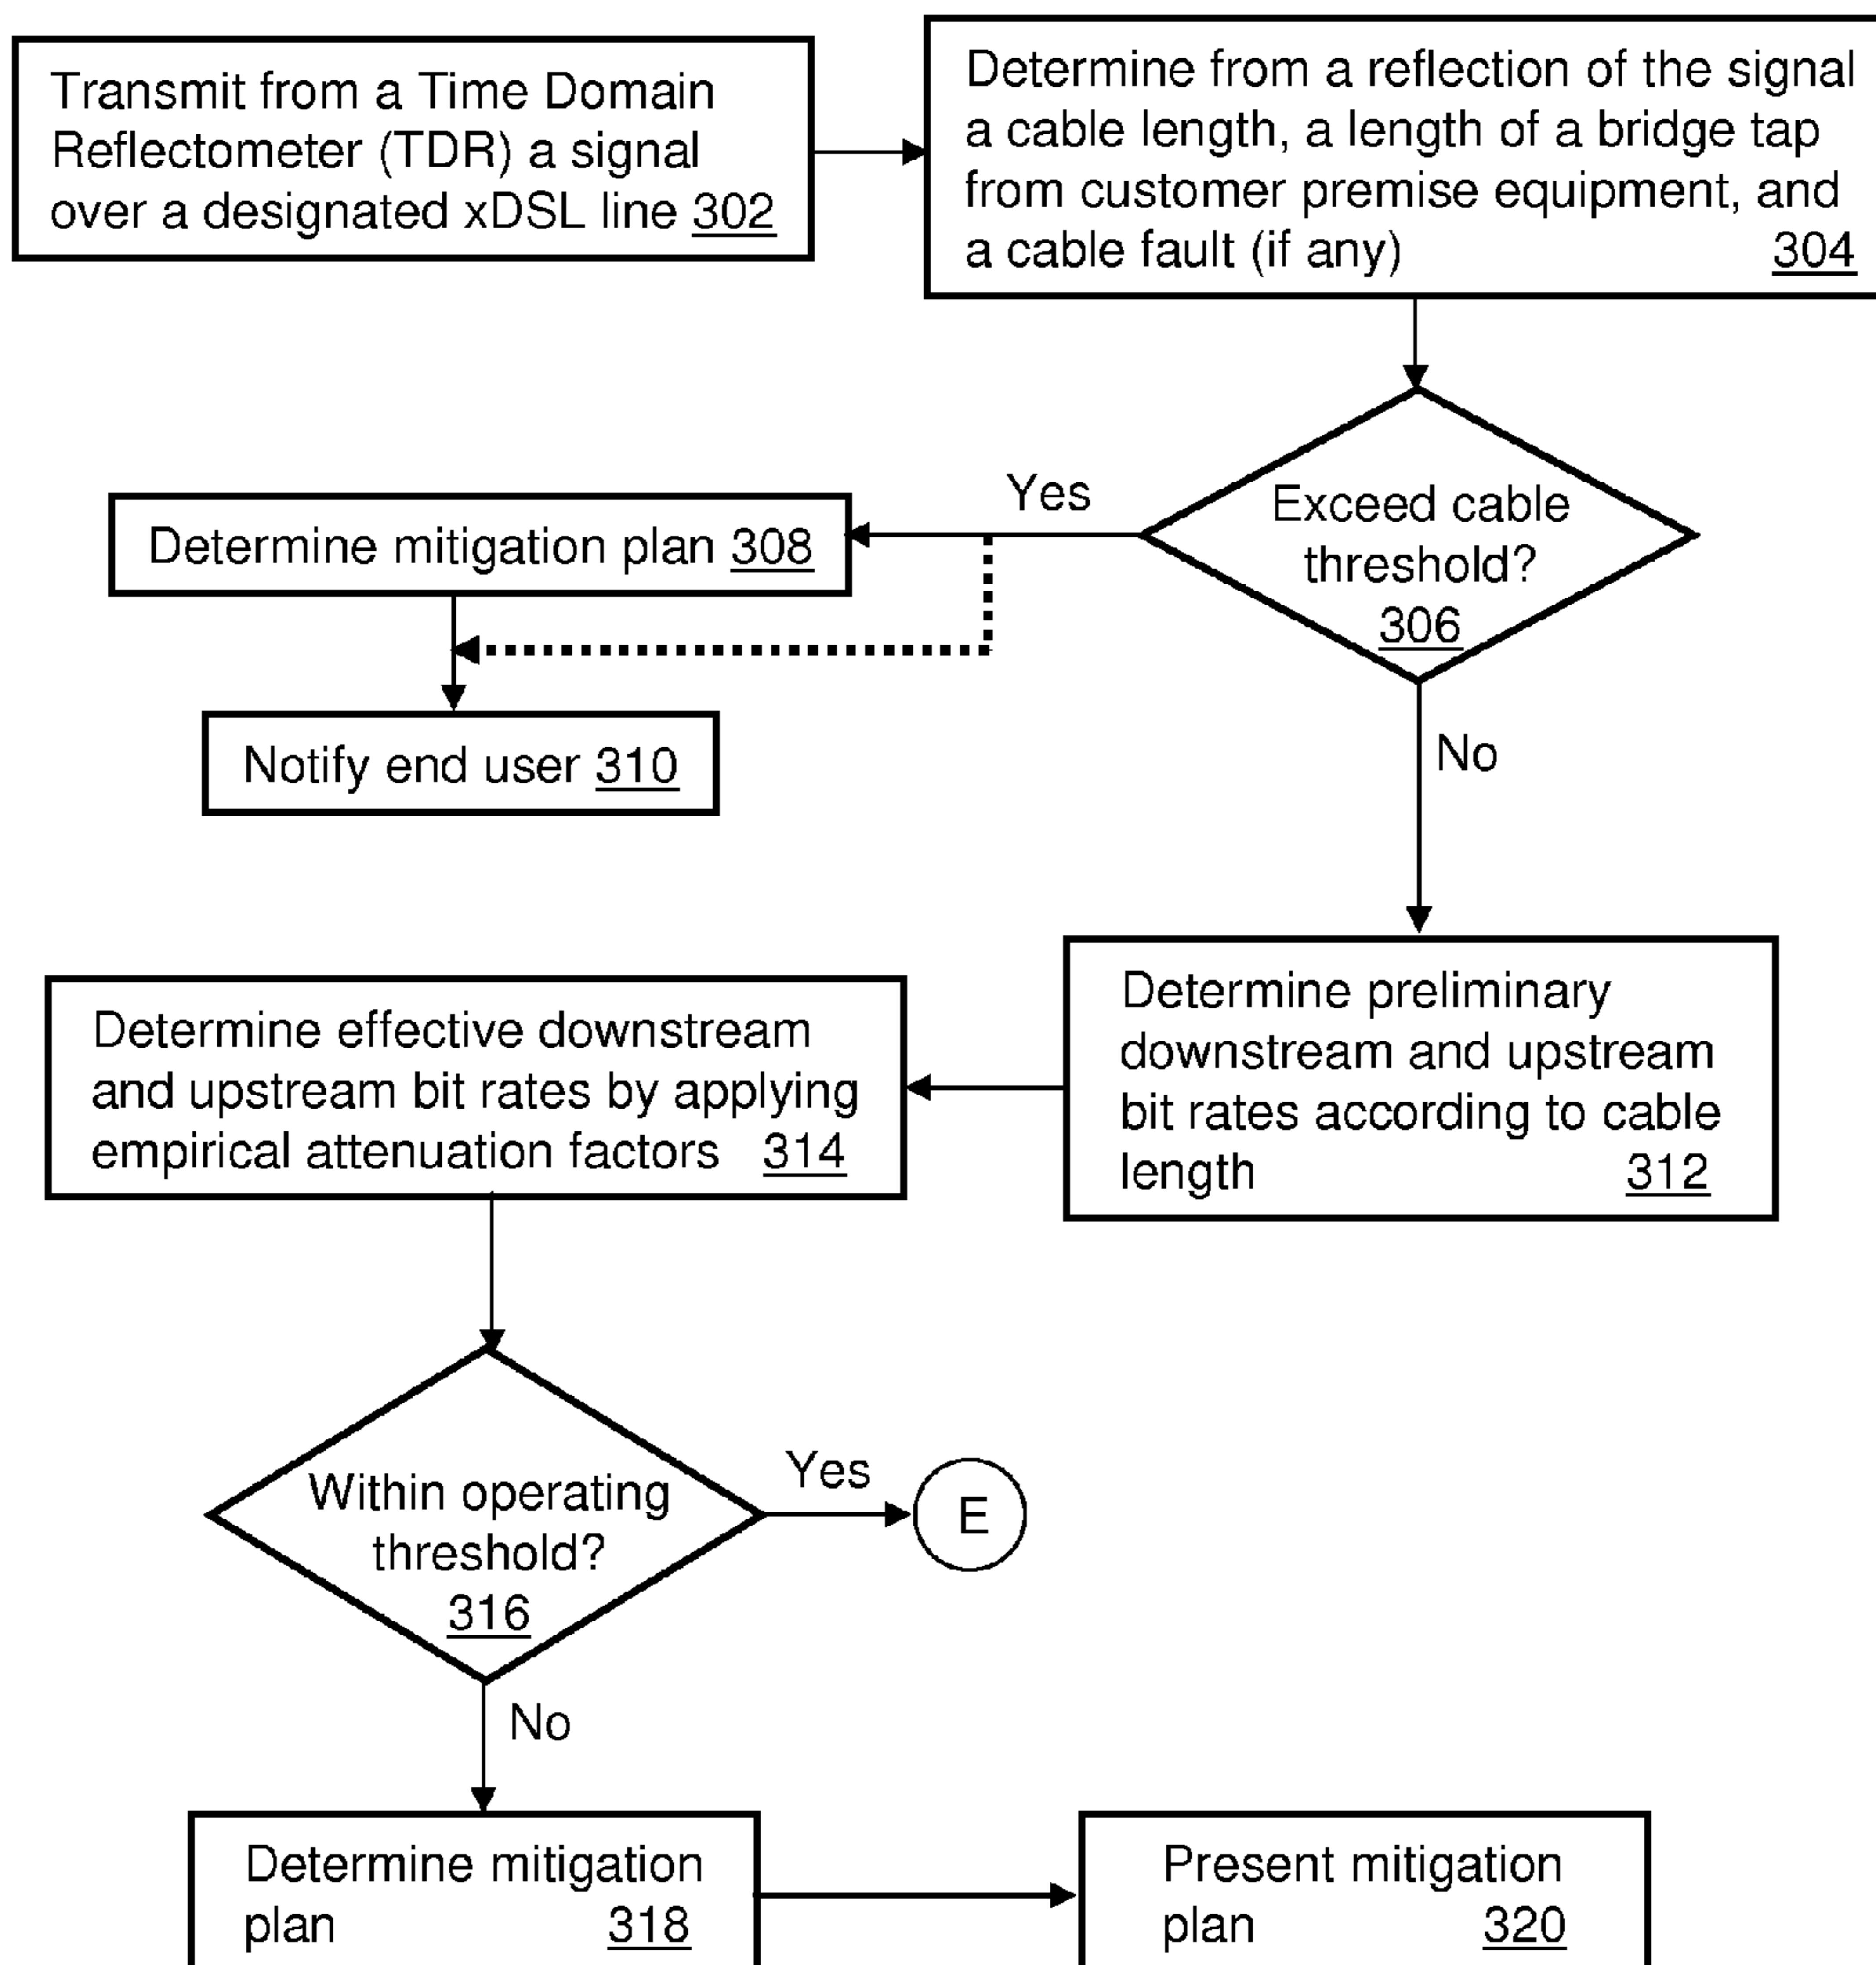 Transmit from a Time Domain
Reflectometer (TDR) a signal
over a designated xDSL line 302
Determine from a reflection of the signal
a cable length, a length of a bridge tap
from customer premise equipment, and
a cable fault (if any) 304
Exceed cable
threshold?
306
Yes
Determine mitigation plan 308
Notify end user 310
No
Determine preliminary
downstream and upstream
bit rates according to cable
length 312
Determine effective downstream
and upstream bit rates by applying
empirical attenuation factors 314
Within operating
threshold?
316
Yes
E
No
Determine mitigation
plan 318
Present mitigation
plan 320